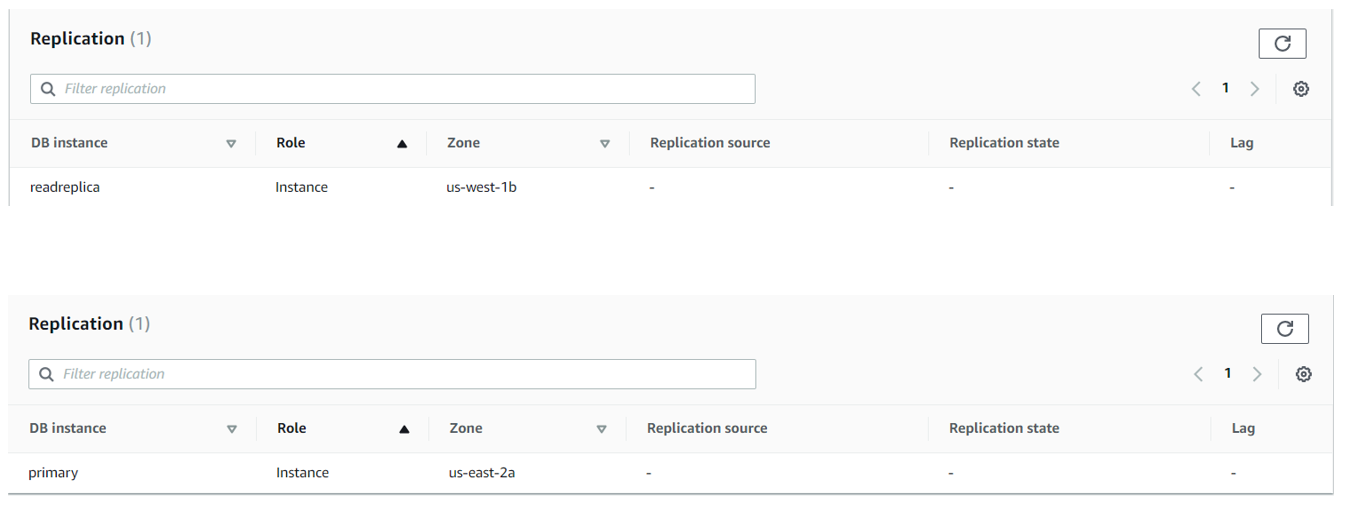 Replication (1)
Filter replication
1
DB instance Role Zone Replication source Replication state Lag
readreplica Instance us-west-1b - - -
Replication (1)
Filter replication
1
DB instance Role Zone Replication source Replication state Lag
primary Instance us-east-2a - - -